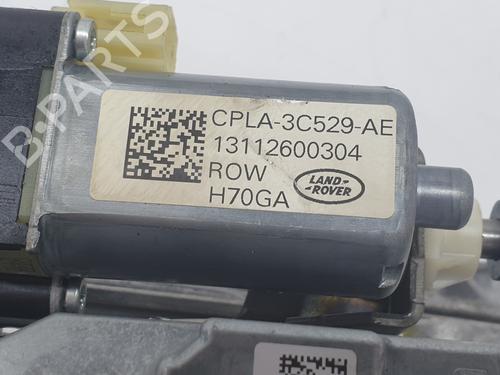 B-PARTS
CPLA-3C529-AE
13112600304
ROW
H70GA
LAND-
ROVER